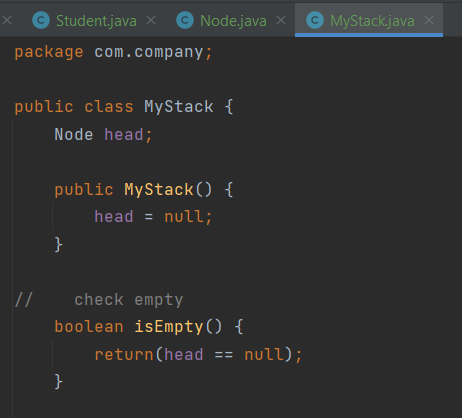 Student.java Node.java MyStack.java
package com.company;
public class MyStack {
Node head;
public MyStack() {
head = null;
}
//    check empty
boolean isEmpty() {
return(head == null);
}